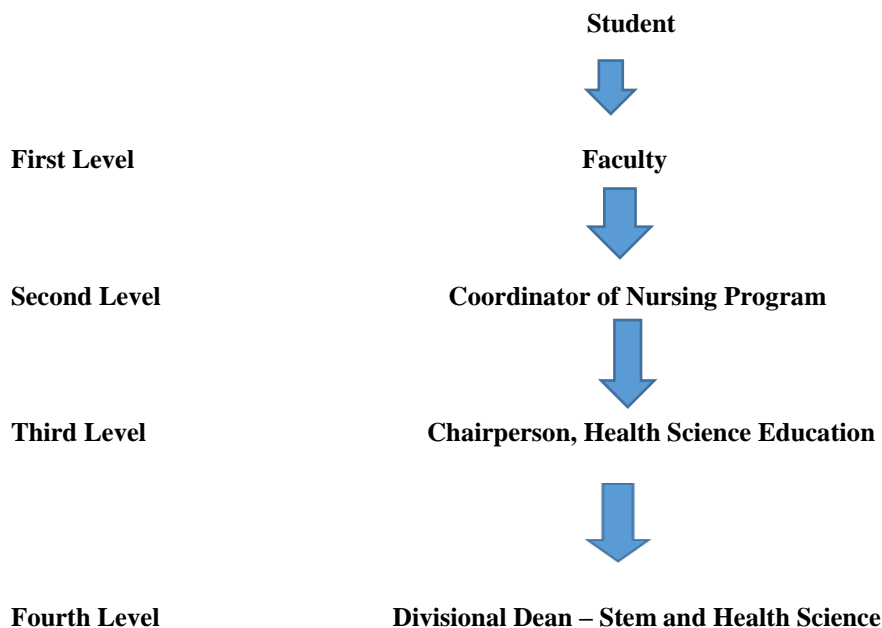 Student
First Level Faculty
Second Level Coordinator of Nursing Program
Third Level Chairperson, Health Science Education
Fourth Level Divisional Dean – Stem and Health Science